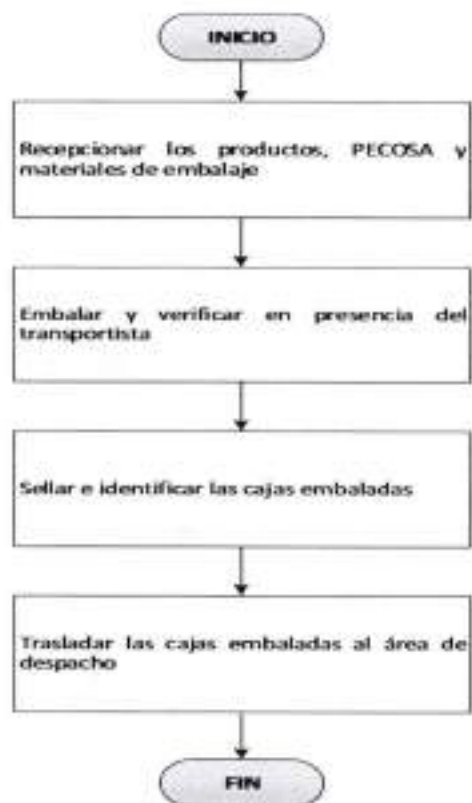 INICIO
Recepcionar los productos, PECOSA y
materiales de embalaje
Embalar y verificar en presencia del
transportista
Sellar e identificar las cajas embaladas
Trasladar las cajas embaladas al área de
despacho
FIN